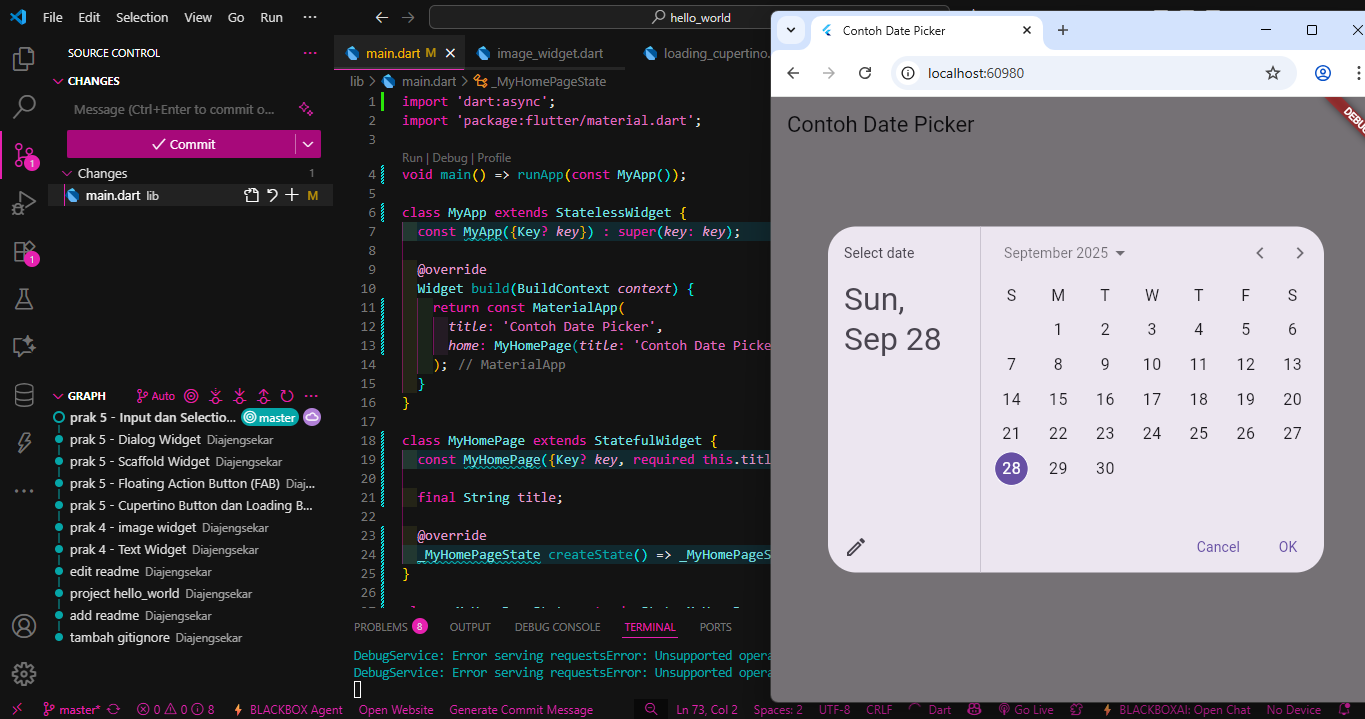 File Edit Selection View Go Run ··· hello_world
SOURCE CONTROL ···
CHANGES
Message (Ctrl+Enter to commit o...
Commit
Changes 1
main.dart lib M
1
1
GRAPH Auto ···
prak 5 - Input dan Selectio... master
prak 5 - Dialog Widget Diajengsekar
prak 5 - Scaffold Widget Diajengsekar
prak 5 - Floating Action Button (FAB) Diaj...
prak 5 - Cupertino Button dan Loading B...
prak 4 - image widget Diajengsekar
prak 4 - Text Widget Diajengsekar
edit readme Diajengsekar
project hello_world Diajengsekar
add readme Diajengsekar
tambah gitignore Diajengsekar
main.dart M image_widget.dart loading_cupertino.
lib > main.dart > _MyHomePageState
1 import 'dart:async';
2 import 'package:flutter/material.dart';
3
Run | Debug | Profile
4 void main() => runApp(const MyApp());
5
6 class MyApp extends StatelessWidget {
7 const MyApp({Key? key}) : super(key: key);
8
9 @override
10 Widget build(BuildContext context) {
11 return const MaterialApp(
12 title: 'Contoh Date Picker',
13 home: MyHomePage(title: 'Contoh Date Picke
14 ); // MaterialApp
15 }
16 }
17
18 class MyHomePage extends StatefulWidget {
19 const MyHomePage({Key? key, required this.titl
20
21 final String title;
22
23 @override
24 _MyHomePageState createState() => _MyHomePageS
25 }
26
PROBLEMS 8 OUTPUT DEBUG CONSOLE TERMINAL PORTS
DebugService: Error serving requestsError: Unsupported opera
DebugService: Error serving requestsError: Unsupported opera
Contoh Date Picker
localhost:60980
Contoh Date Picker
DEBUG
Select date
Sun,
Sep 28
September 2025
S M T W T F S
1 2 3 4 5 6
7 8 9 10 11 12 13
14 15 16 17 18 19 20
21 22 23 24 25 26 27
28 29 30
Cancel OK
master* 0 0 8 BLACKBOX Agent Open Website Generate Commit Message Ln 73, Col 2 Spaces: 2 UTF-8 CRLF Dart Go Live BLACKBOXAI: Open Chat No Device